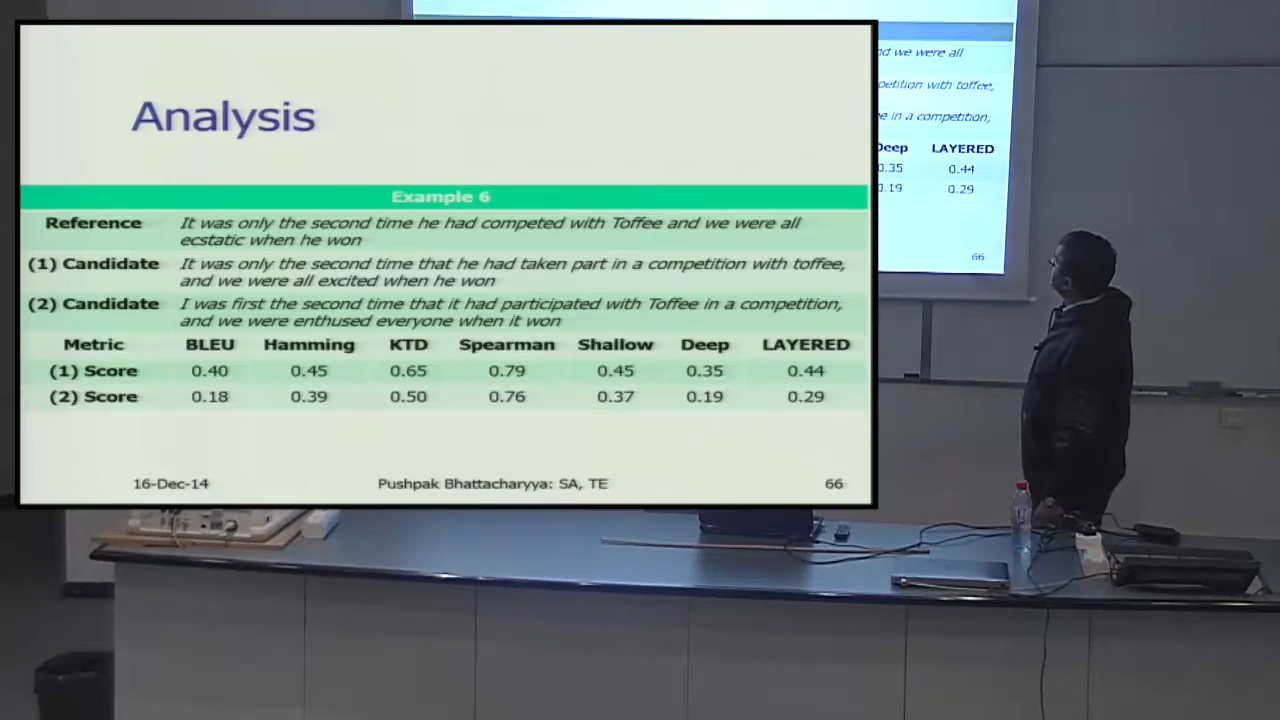 Analysis
Example 6
Reference It was only the second time he had competed with Toffee and we were all
ecstatic when he won
(1) Candidate It was only the second time that he had taken part in a competition with toffee,
and we were all excited when he won
(2) Candidate I was first the second time that it had participated with Toffee in a competition,
and we were enthused everyone when it won
Metric BLEU Hamming KTD Spearman Shallow Deep LAYERED
(1) Score 0.40 0.45 0.65 0.79 0.45 0.35 0.44
(2) Score 0.18 0.39 0.50 0.76 0.37 0.19 0.29
16-Dec-14 Pushpak Bhattacharyya: SA, TE 66
nd we were all
petition with toffee,
e in a competition,
Deep LAYERED
0.35 0.44
0.19 0.29
66